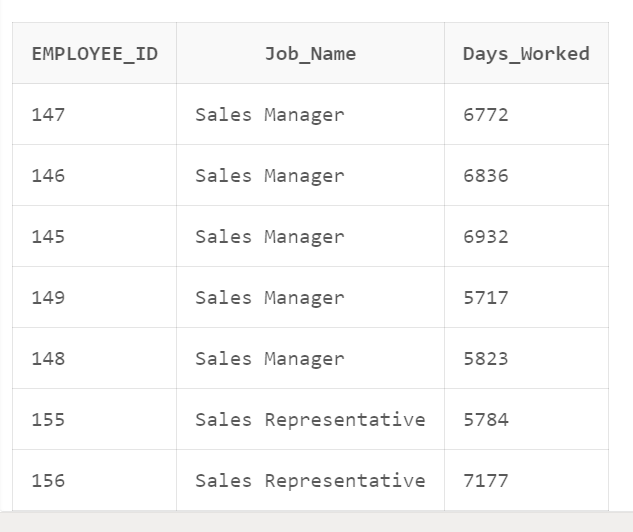 EMPLOYEE_ID Job_Name Days_Worked
147 Sales Manager 6772
146 Sales Manager 6836
145 Sales Manager 6932
149 Sales Manager 5717
148 Sales Manager 5823
155 Sales Representative 5784
156 Sales Representative 7177